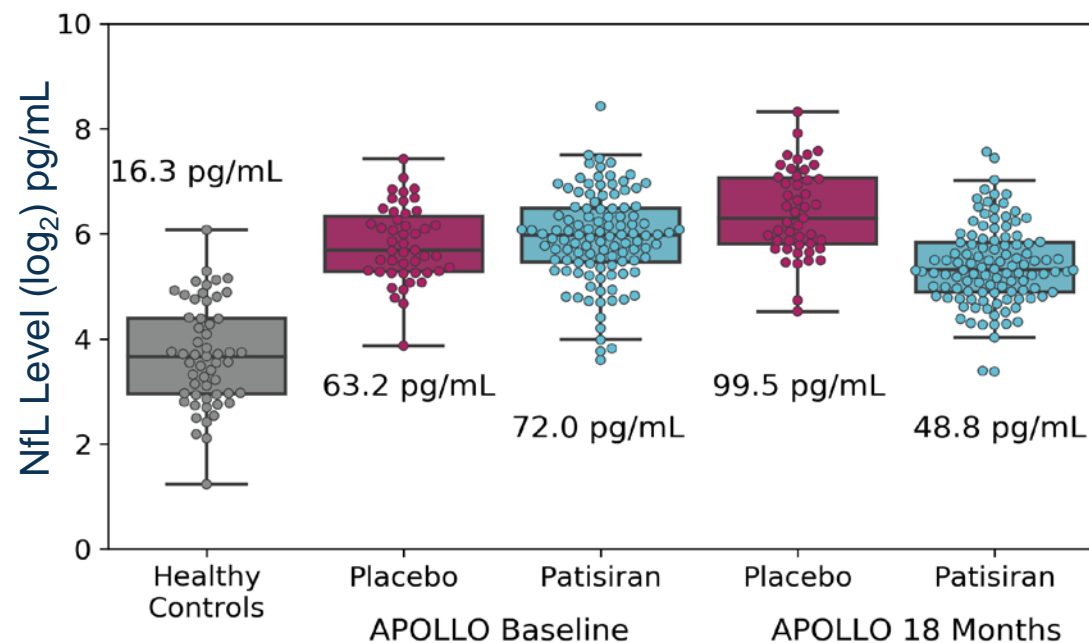 NfL Level (log₂) pg/mL
10
8
6
4
2
0
16.3 pg/mL
63.2 pg/mL
72.0 pg/mL
99.5 pg/mL
48.8 pg/mL
Healthy
Controls
Placebo
Patisiran
Placebo
Patisiran
APOLLO Baseline
APOLLO 18 Months